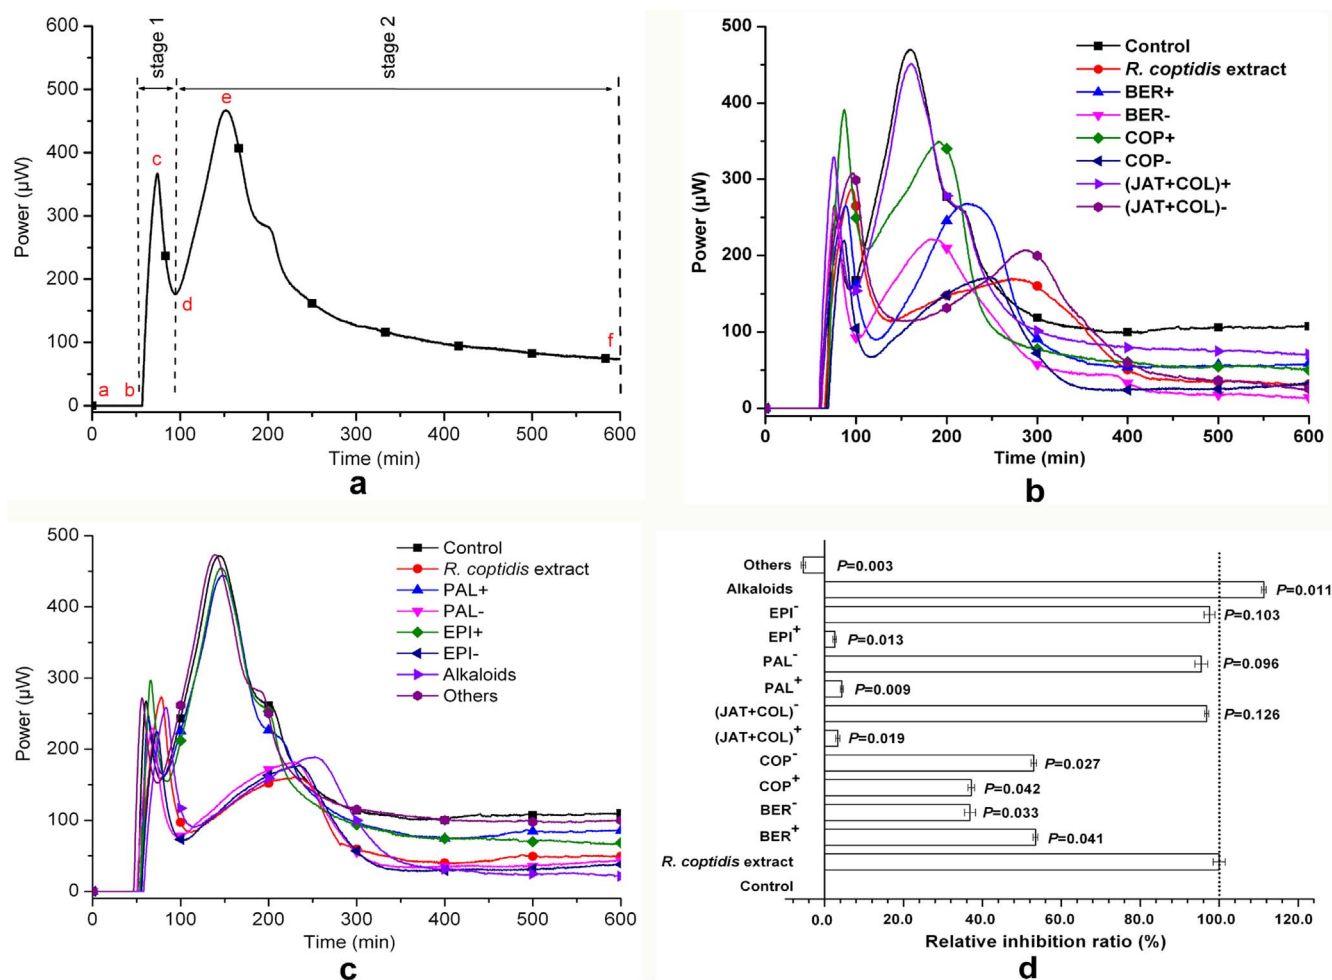 600
500
400
300
200
100
0
Power (µW)
stage 1
stage 2
a
b
c
d
e
f
0 100 200 300 400 500 600
Time (min)
a
500
400
300
200
100
0
Power (µW)
Control
R. coptidis extract
BER+
BER-
COP+
COP-
(JAT+COL)+
(JAT+COL)-
0 100 200 300 400 500 600
Time (min)
b
500
400
300
200
100
0
Power (µW)
Control
R. coptidis extract
PAL+
PAL-
EPI+
EPI-
Alkaloids
Others
0 100 200 300 400 500 600
Time (min)
c
Others P=0.003
Alkaloids P=0.011
EPI- P=0.103
EPI+ P=0.013
PAL- P=0.096
PAL+ P=0.009
(JAT+COL)- P=0.126
(JAT+COL)+ P=0.019
COP- P=0.027
COP+ P=0.042
BER- P=0.033
BER+ P=0.041
R. coptidis extract
Control
0.0 20.0 40.0 60.0 80.0 100.0 120.0
Relative inhibition ratio (%)
d